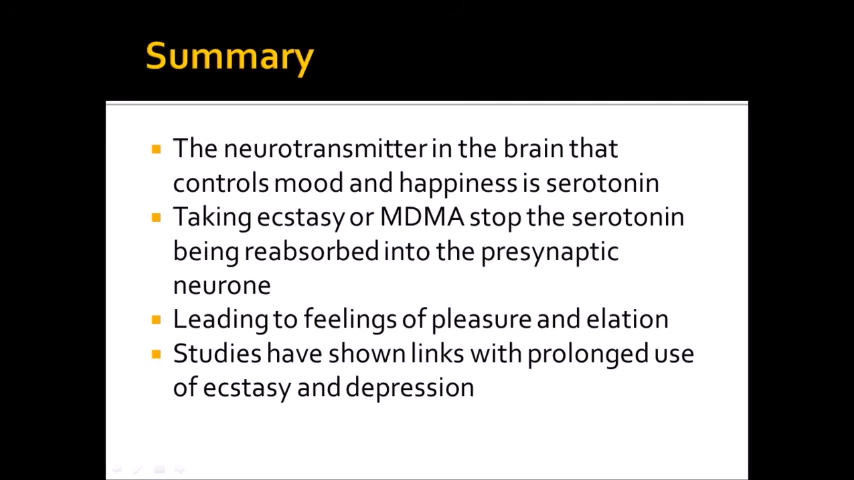 Summary
The neurotransmitter in the brain that
controls mood and happiness is serotonin
Taking ecstasy or MDMA stop the serotonin
being reabsorbed into the presynaptic
neurone
Leading to feelings of pleasure and elation
Studies have shown links with prolonged use
of ecstasy and depression